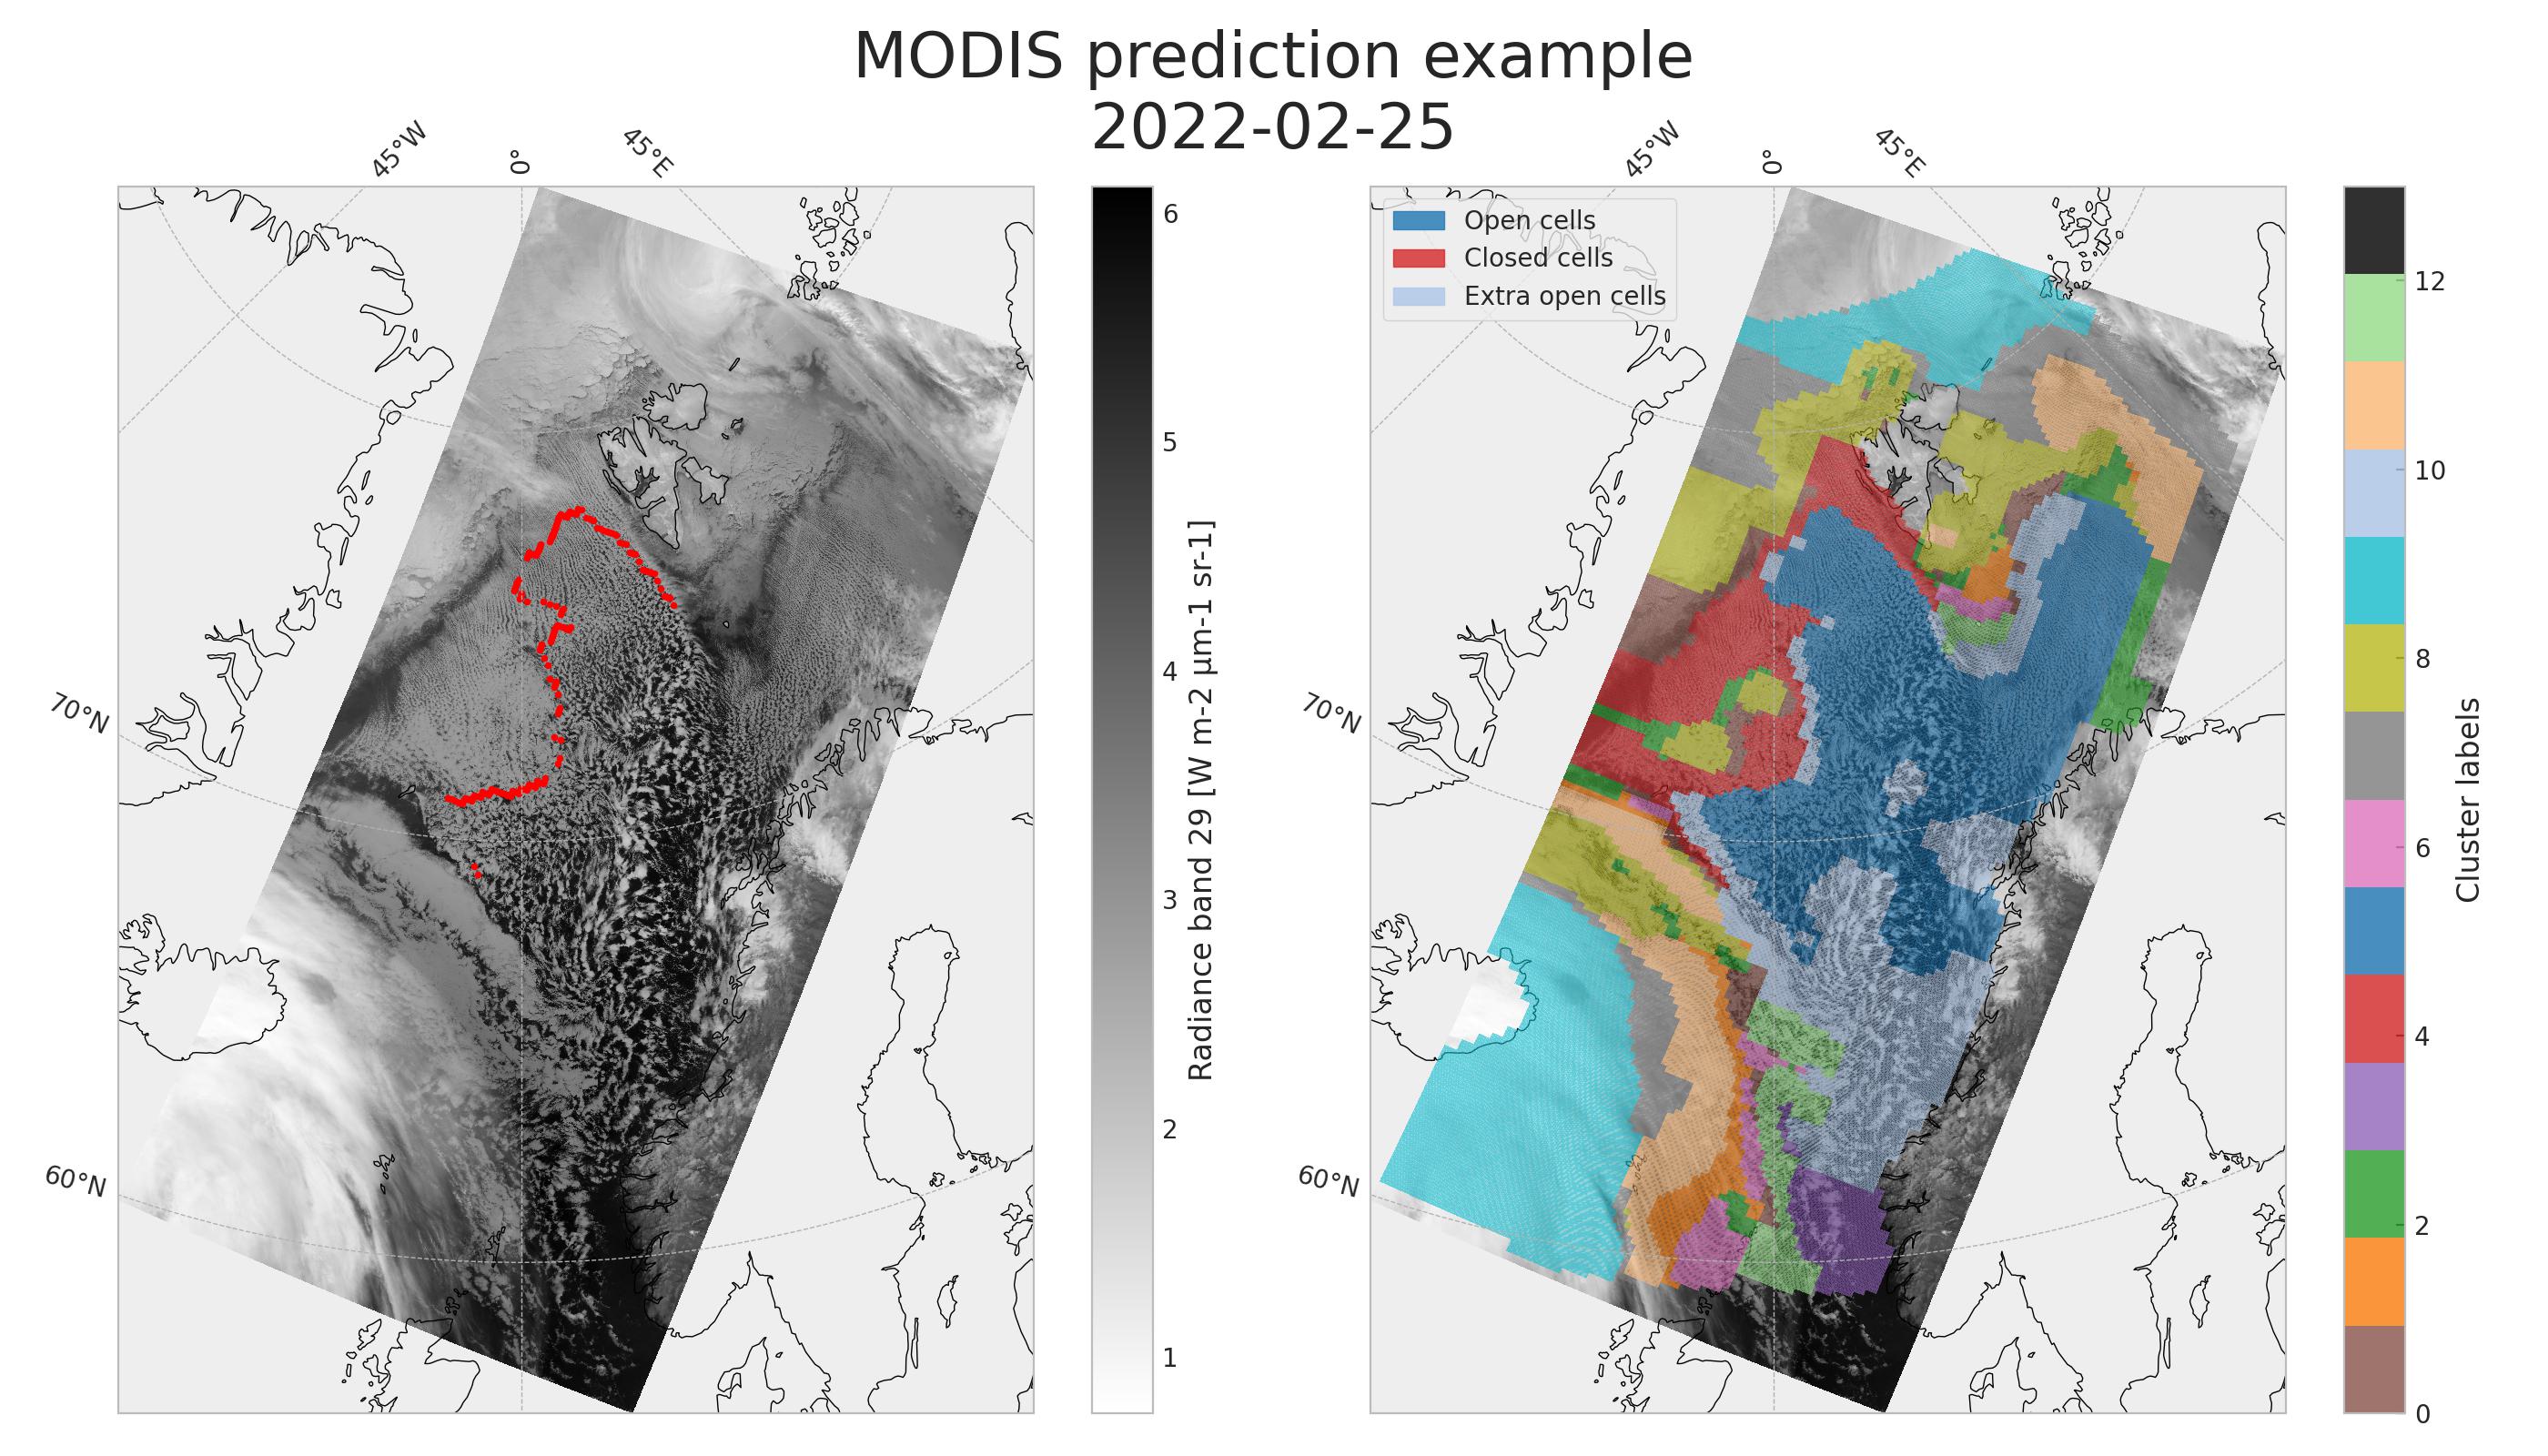 MODIS prediction example
2022-02-25
45°W
0°
45°E
70°N
60°N
6
5
4
3
2
1
Radiance band 29 [W m-2 μm-1 sr-1]
45°W
0°
45°E
Open cells
Closed cells
Extra open cells
70°N
60°N
12
10
8
6
4
2
0
Cluster labels